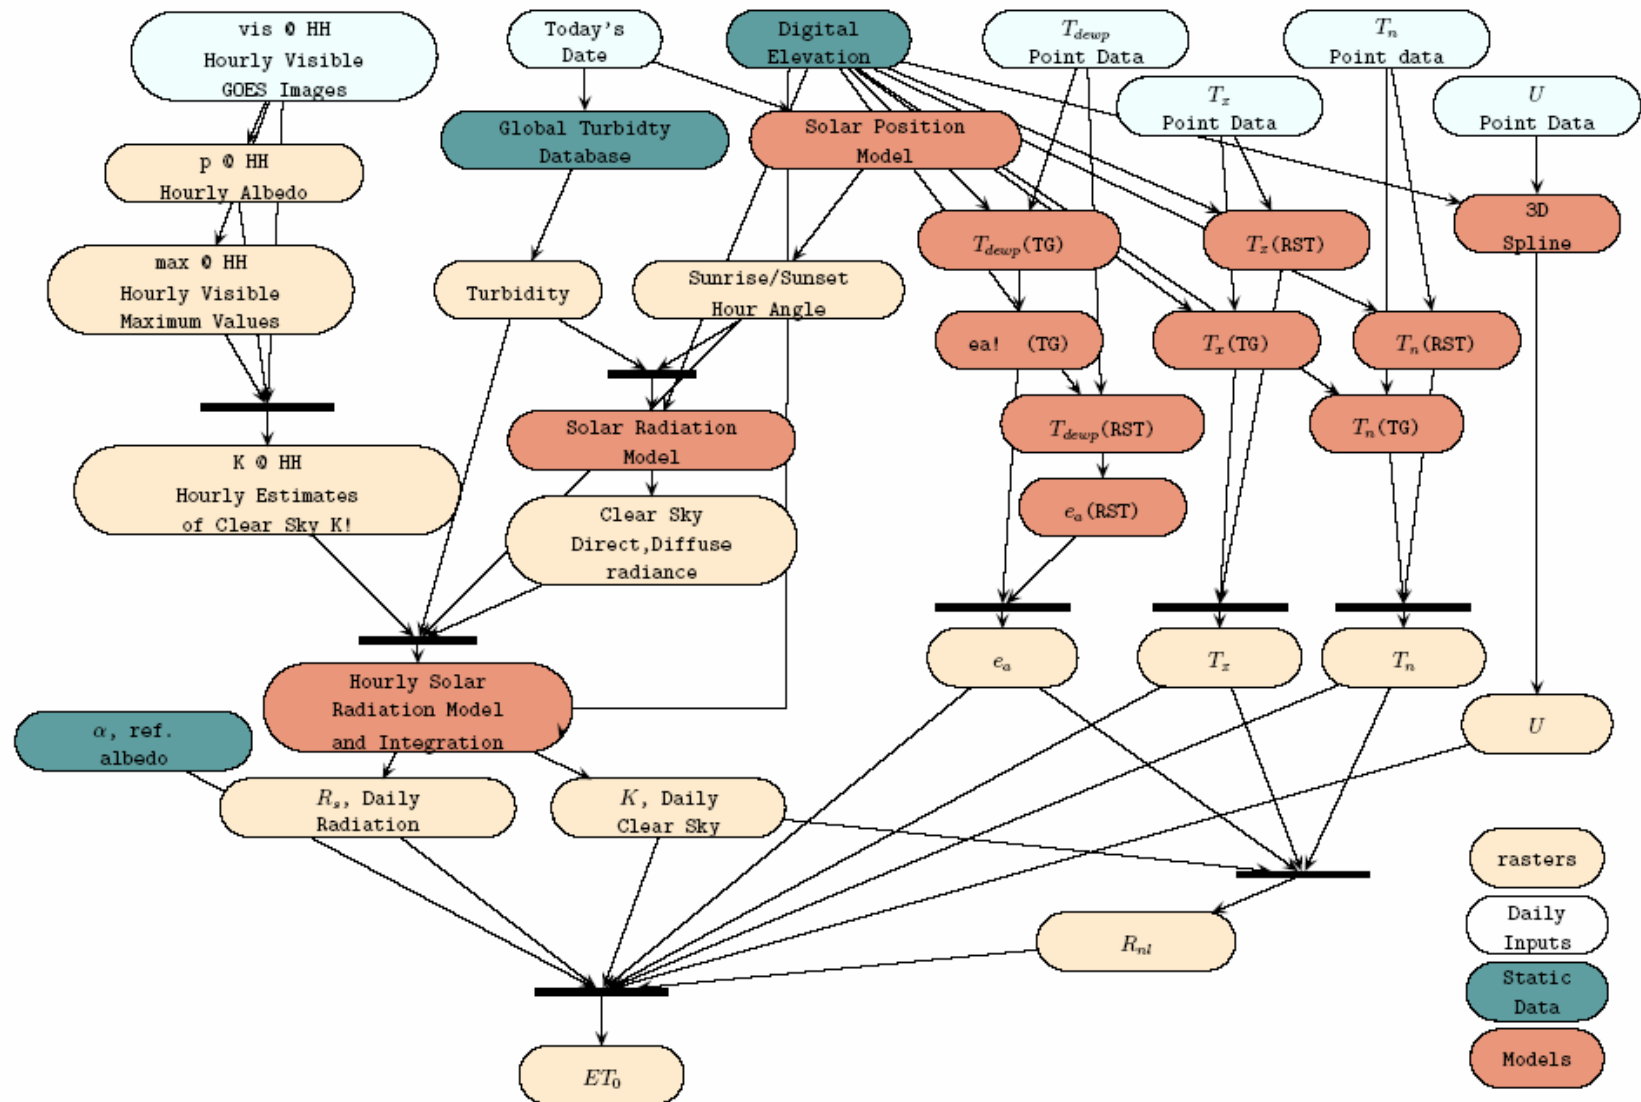 vis @ HH
Hourly Visible
GOES Images
Today's
Date
Digital
Elevation
T_dewp
Point Data
T_n
Point data
T_x
Point Data
U
Point Data
Global Turbidty
Database
Solar Position
Model
p @ HH
Hourly Albedo
3D
Spline
T_dewp(TG)
T_x(RST)
max @ HH
Hourly Visible
Maximum Values
Turbidity
Sunrise/Sunset
Hour Angle
ea! (TG)
T_x(TG)
T_n(RST)
Solar Radiation
Model
T_dewp(RST)
T_n(TG)
K @ HH
Hourly Estimates
of Clear Sky K!
Clear Sky
Direct,Diffuse
radiance
e_a(RST)
e_a
T_x
T_n
Hourly Solar
Radiation Model
and Integration
α, ref.
albedo
U
R_s, Daily
Radiation
K, Daily
Clear Sky
R_nl
ET_0
rasters
Daily
Inputs
Static
Data
Models